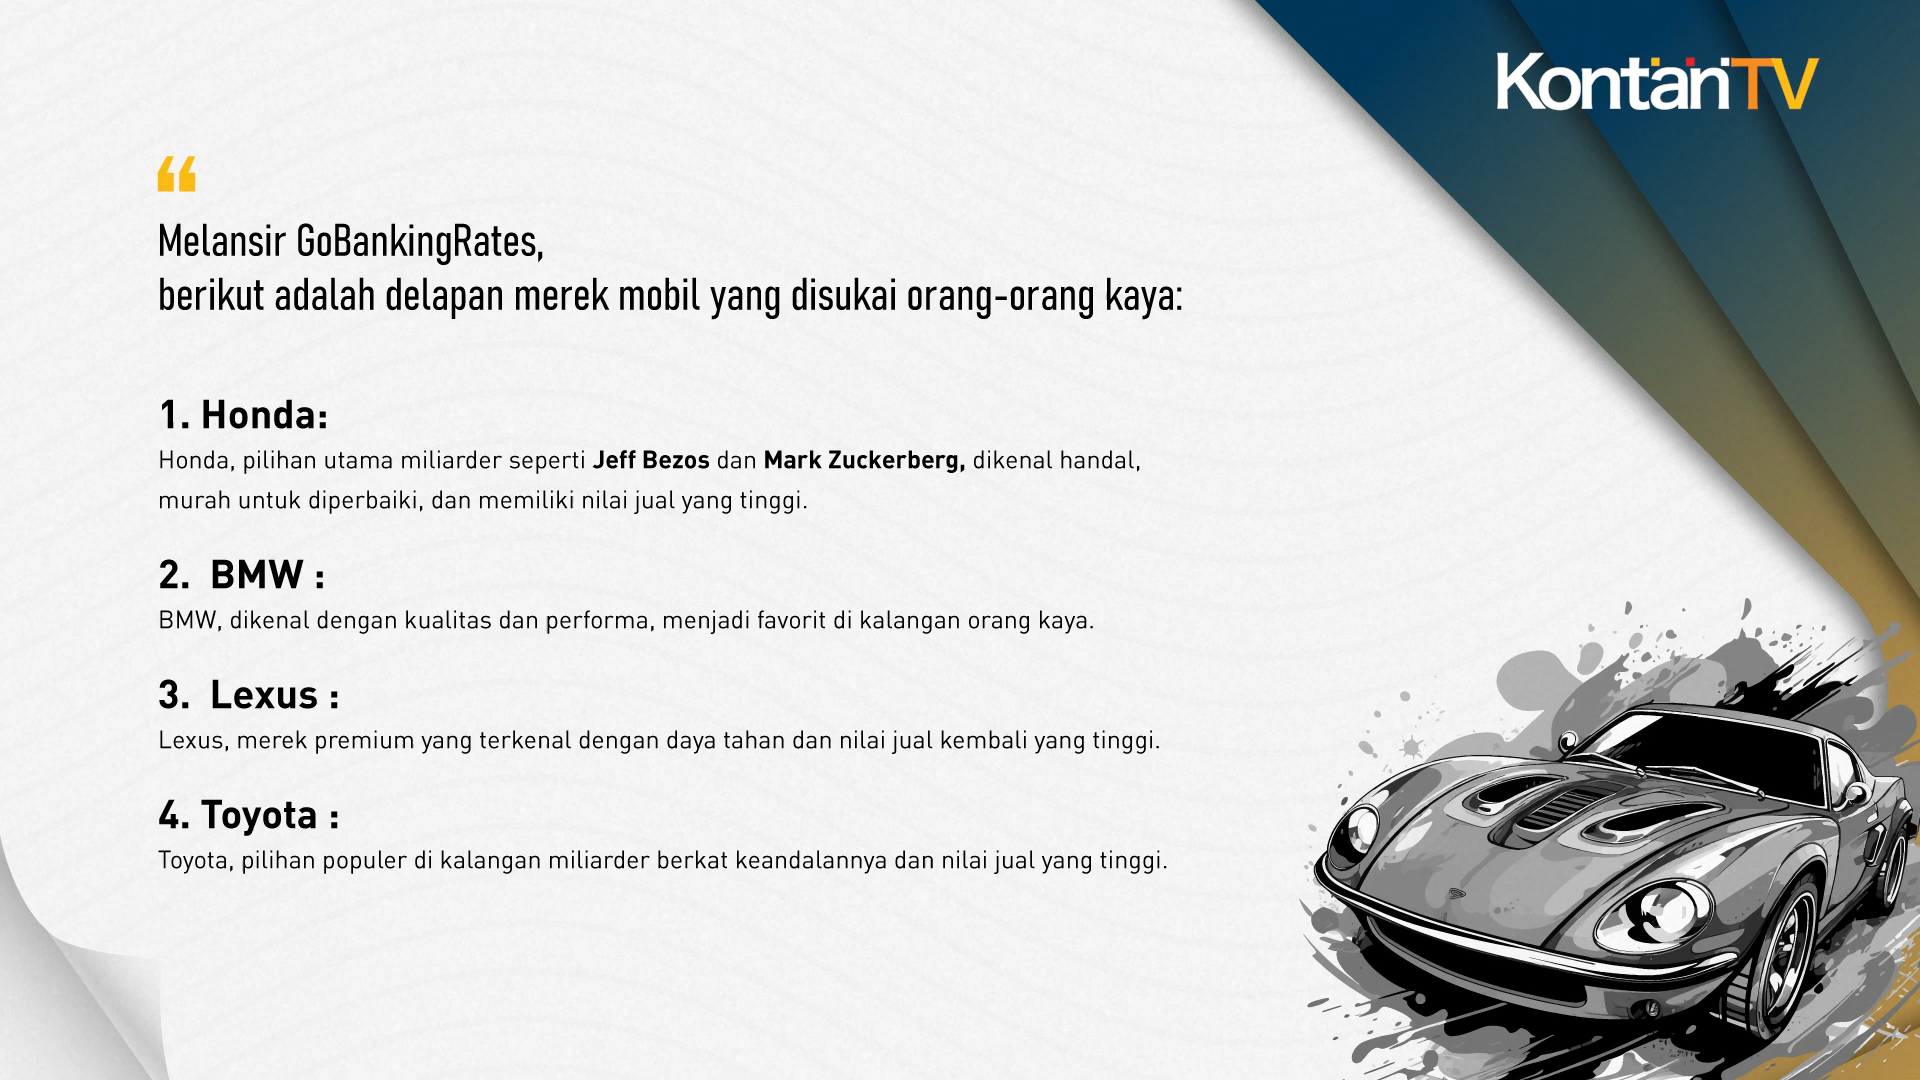 KontanTV
“
Melansir GoBankingRates,
berikut adalah delapan merek mobil yang disukai orang-orang kaya:
1. Honda:
Honda, pilihan utama miliarder seperti Jeff Bezos dan Mark Zuckerberg, dikenal handal,
murah untuk diperbaiki, dan memiliki nilai jual yang tinggi.
2. BMW :
BMW, dikenal dengan kualitas dan performa, menjadi favorit di kalangan orang kaya.
3. Lexus :
Lexus, merek premium yang terkenal dengan daya tahan dan nilai jual kembali yang tinggi.
4. Toyota :
Toyota, pilihan populer di kalangan miliarder berkat keandalannya dan nilai jual yang tinggi.